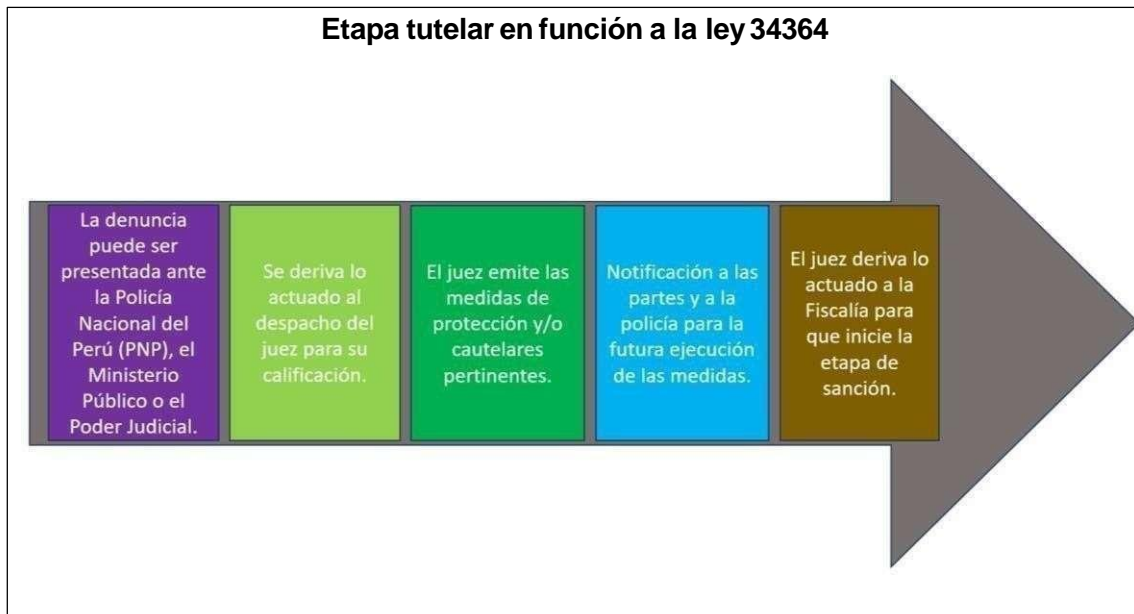 Etapa tutelar en función a la ley 34364
La denuncia
puede ser
presentada ante
la Policía
Nacional del
Perú (PNP), el
Ministerio
Público o el
Poder Judicial.
Se deriva lo
actuado al
despacho del
juez para su
calificación.
El juez emite las
medidas de
protección y/o
cautelares
pertinentes.
Notificación a las
partes y a la
policía para la
futura ejecución
de las medidas.
El juez deriva lo
actuado a la
Fiscalía para
que inicie la
etapa de
sanción.